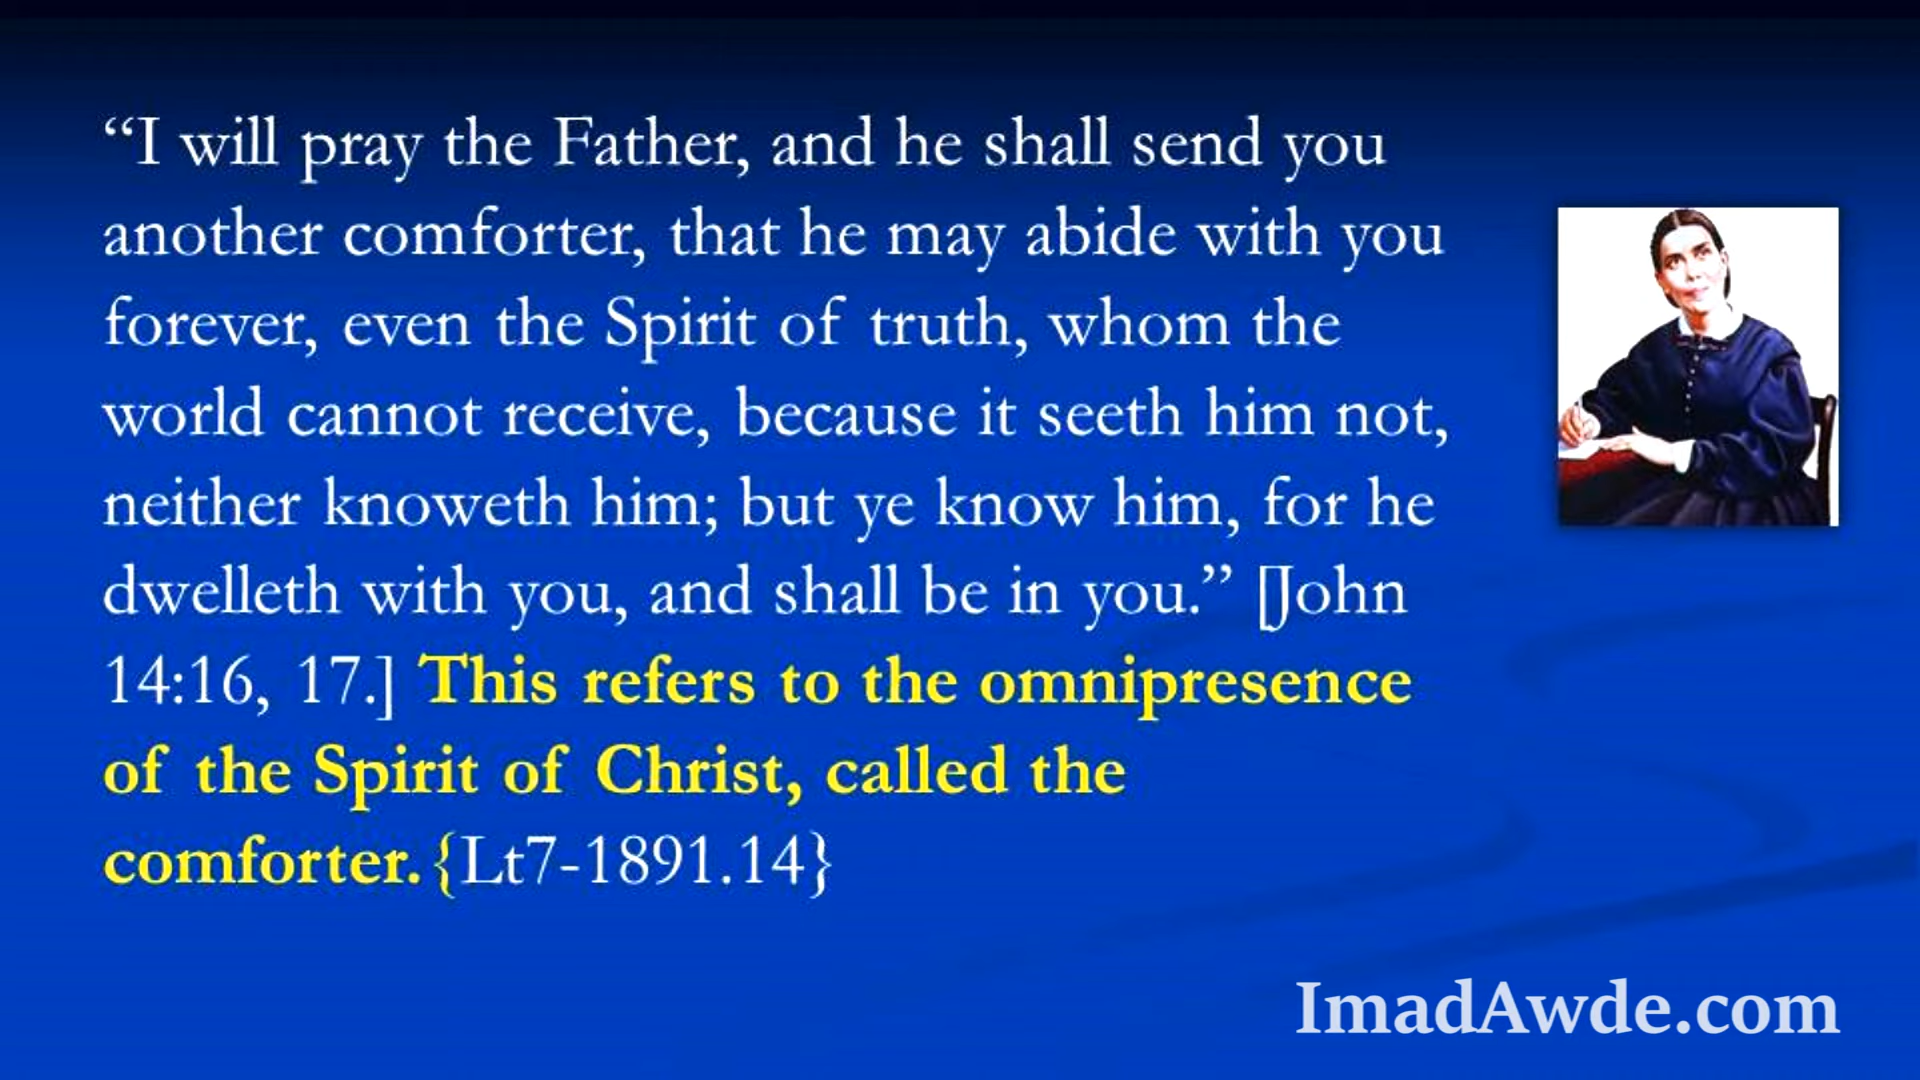 “I will pray the Father, and he shall send you
another comforter, that he may abide with you
forever, even the Spirit of truth, whom the
world cannot receive, because it seeth him not,
neither knoweth him; but ye know him, for he
dwelleth with you, and shall be in you.” [John
14:16, 17.] This refers to the omnipresence
of the Spirit of Christ, called the
comforter. {Lt7-1891.14}
ImadAwde.com